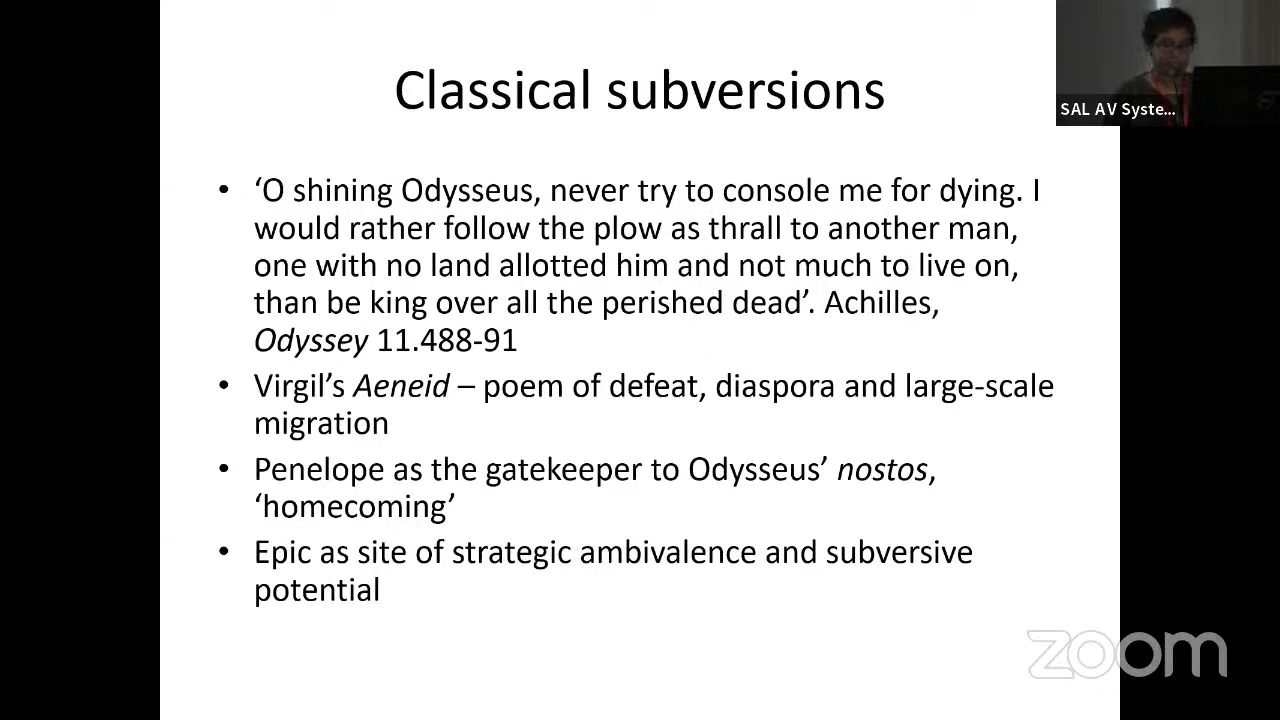 Classical subversions
SAL AV Syste...
• ‘O shining Odysseus, never try to console me for dying. I
would rather follow the plow as thrall to another man,
one with no land allotted him and not much to live on,
than be king over all the perished dead’. Achilles,
Odyssey 11.488-91
• Virgil’s Aeneid – poem of defeat, diaspora and large-scale
migration
• Penelope as the gatekeeper to Odysseus’ nostos,
‘homecoming’
• Epic as site of strategic ambivalence and subversive
potential
zoom